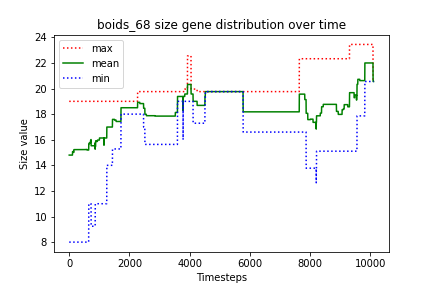 boids_68 size gene distribution over time
max
mean
min
Size value
24
22
20
18
16
14
12
10
8
0 2000 4000 6000 8000 10000
Timesteps